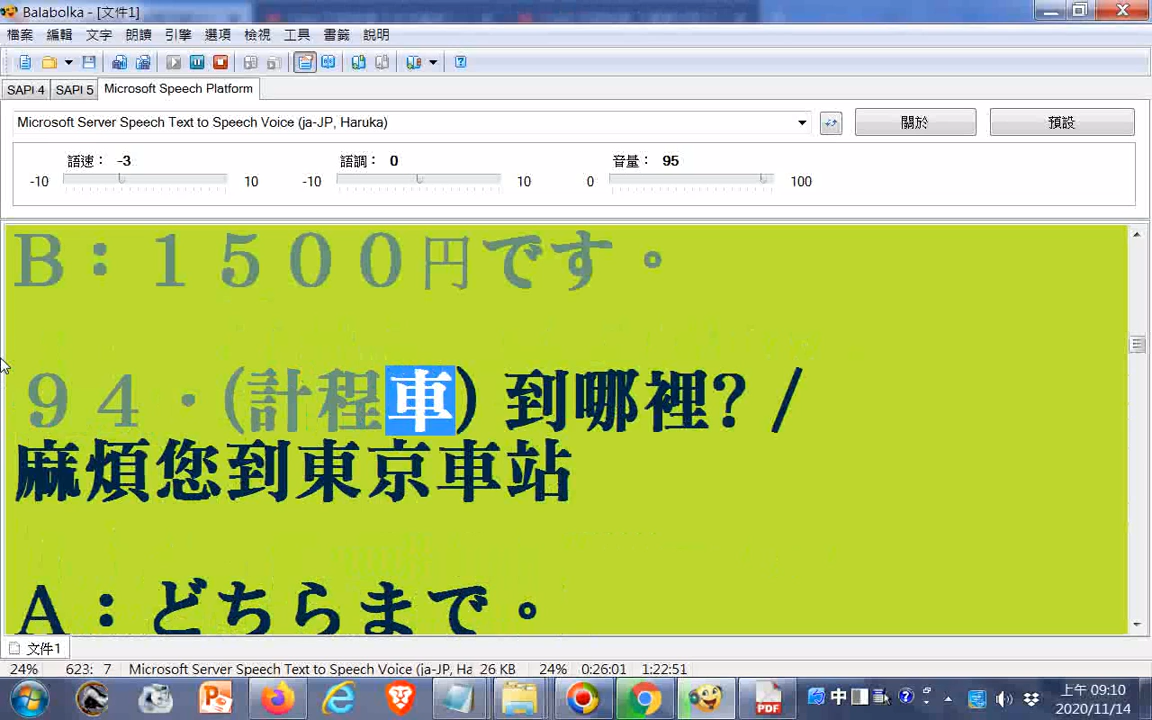 Balabolka - [文件1]
檔案 編輯 文字 朗讀 引擎 選項 檢視 工具 書籤 說明
SAPI 4 SAPI 5 Microsoft Speech Platform
Microsoft Server Speech Text to Speech Voice (ja-JP, Haruka) 關於 預設
語速： -3 語調： 0 音量： 95
-10 10 -10 10 0 100
B：１５００円です。
９４．(計程車) 到哪裡? /
麻煩您到東京車站
A：どちらまで。
文件1
24% 623: 7 Microsoft Server Speech Text to Speech Voice (ja-JP, Ha 26 KB 24% 0:26:01 1:22:51
中
PDF
上午 09:10
2020/11/14